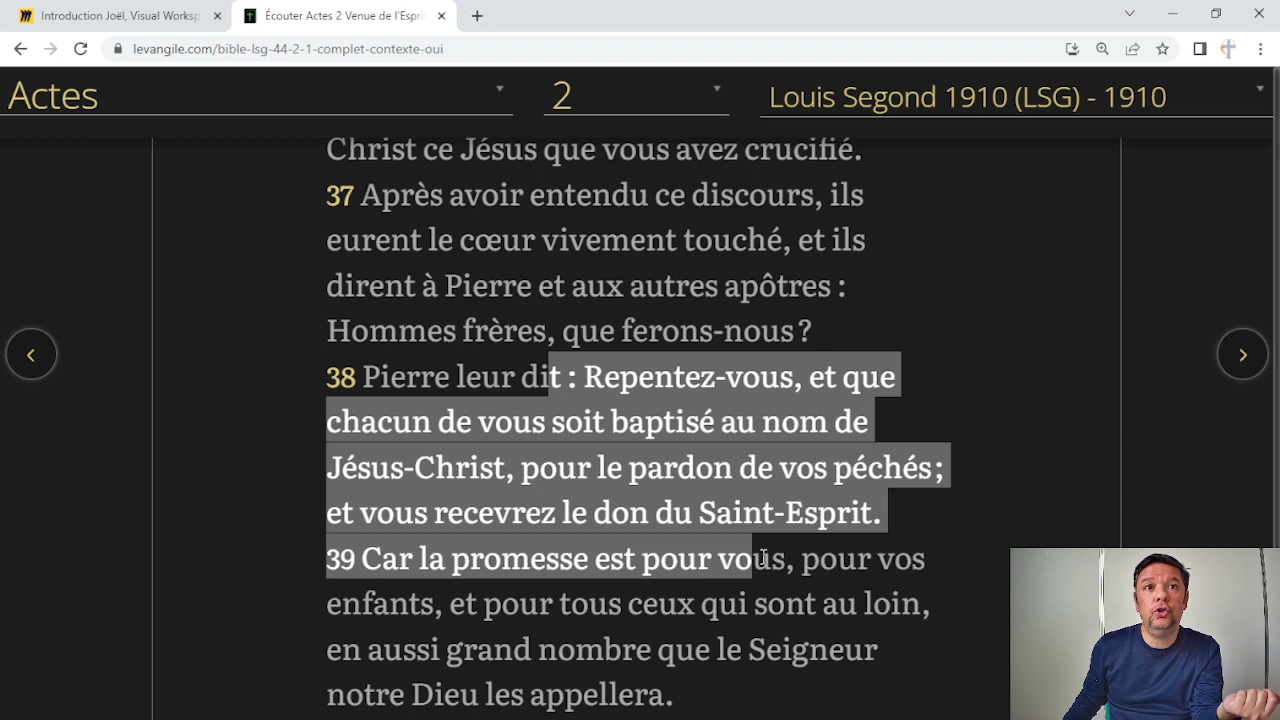 Introduction Joël, Visual Worksp
Écouter Actes 2 Venue de l'Espri
levangile.com/bible-lsg-44-2-1-complet-contexte-oui
Actes
2
Louis Segond 1910 (LSG) - 1910
Christ ce Jésus que vous avez crucifié.
37 Après avoir entendu ce discours, ils
eurent le cœur vivement touché, et ils
dirent à Pierre et aux autres apôtres :
Hommes frères, que ferons-nous ?
38 Pierre leur dit : Repentez-vous, et que
chacun de vous soit baptisé au nom de
Jésus-Christ, pour le pardon de vos péchés ;
et vous recevrez le don du Saint-Esprit.
39 Car la promesse est pour vous, pour vos
enfants, et pour tous ceux qui sont au loin,
en aussi grand nombre que le Seigneur
notre Dieu les appellera.